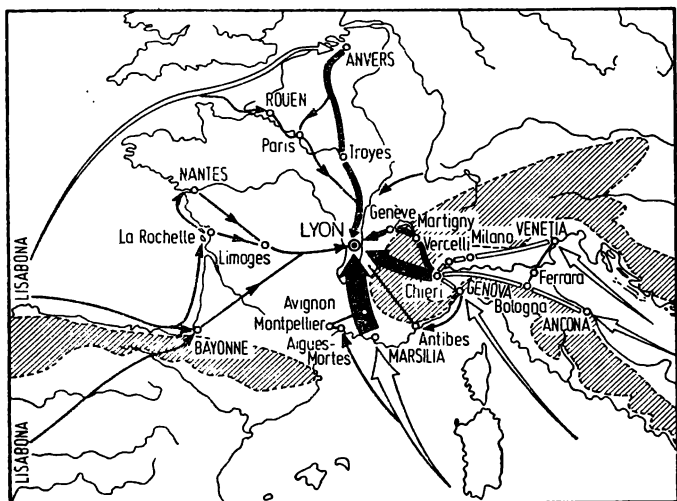 ANVERS
ROUEN
Paris
Troyes
NANTES
LYON
Genève
Martigny
La Rochelle
Limoges
Vercelli
Milano
VENETIA
LISABONA
Chieri
GENOVA
Ferrara
Bologna
Avignon
Montpellier
Aigues-
Mortes
MARSILIA
Antibes
ANCONA
BAYONNE
LISABONA